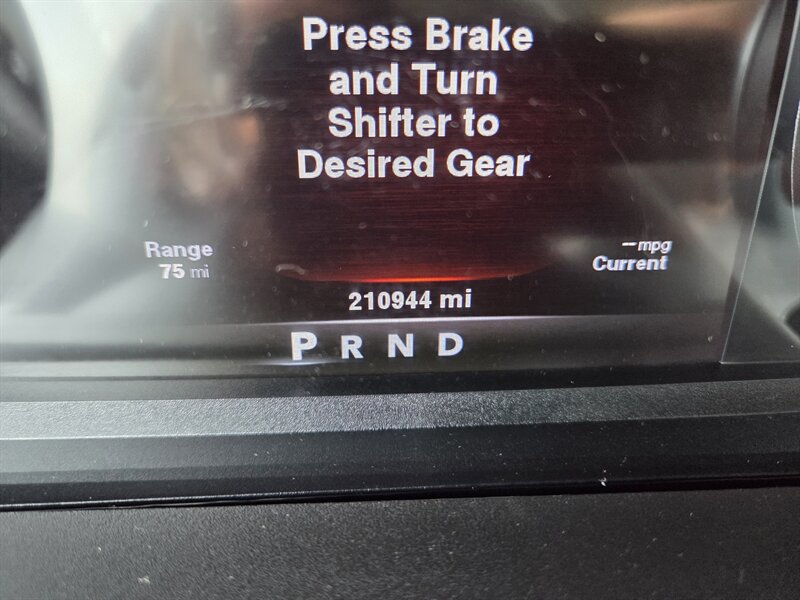 Press Brake
and Turn
Shifter to
Desired Gear
Range
75 mi
--mpg
Current
210944 mi
P R N D